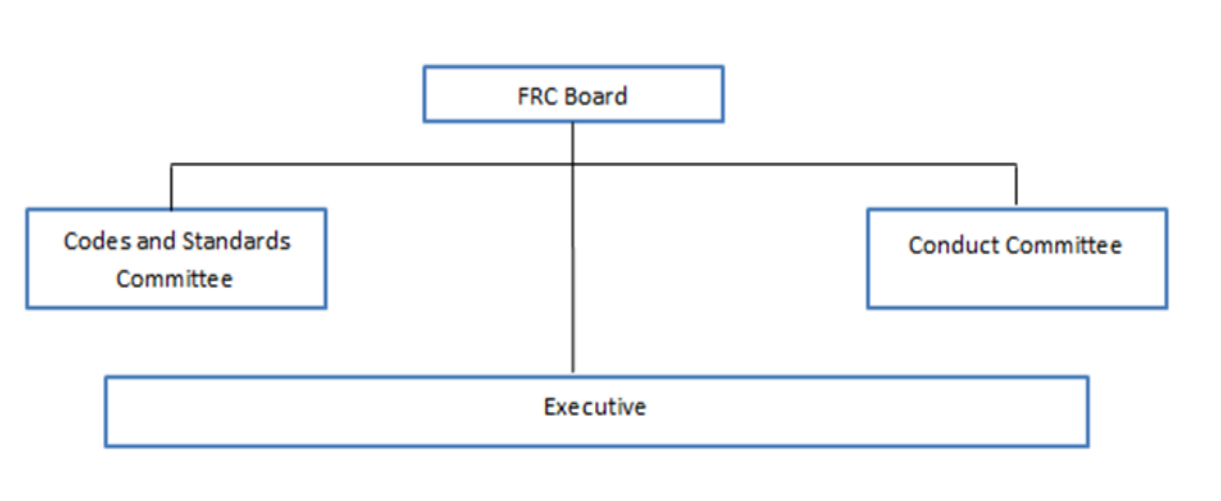 FRC Board
Codes and Standards
Committee
Conduct Committee
Executive